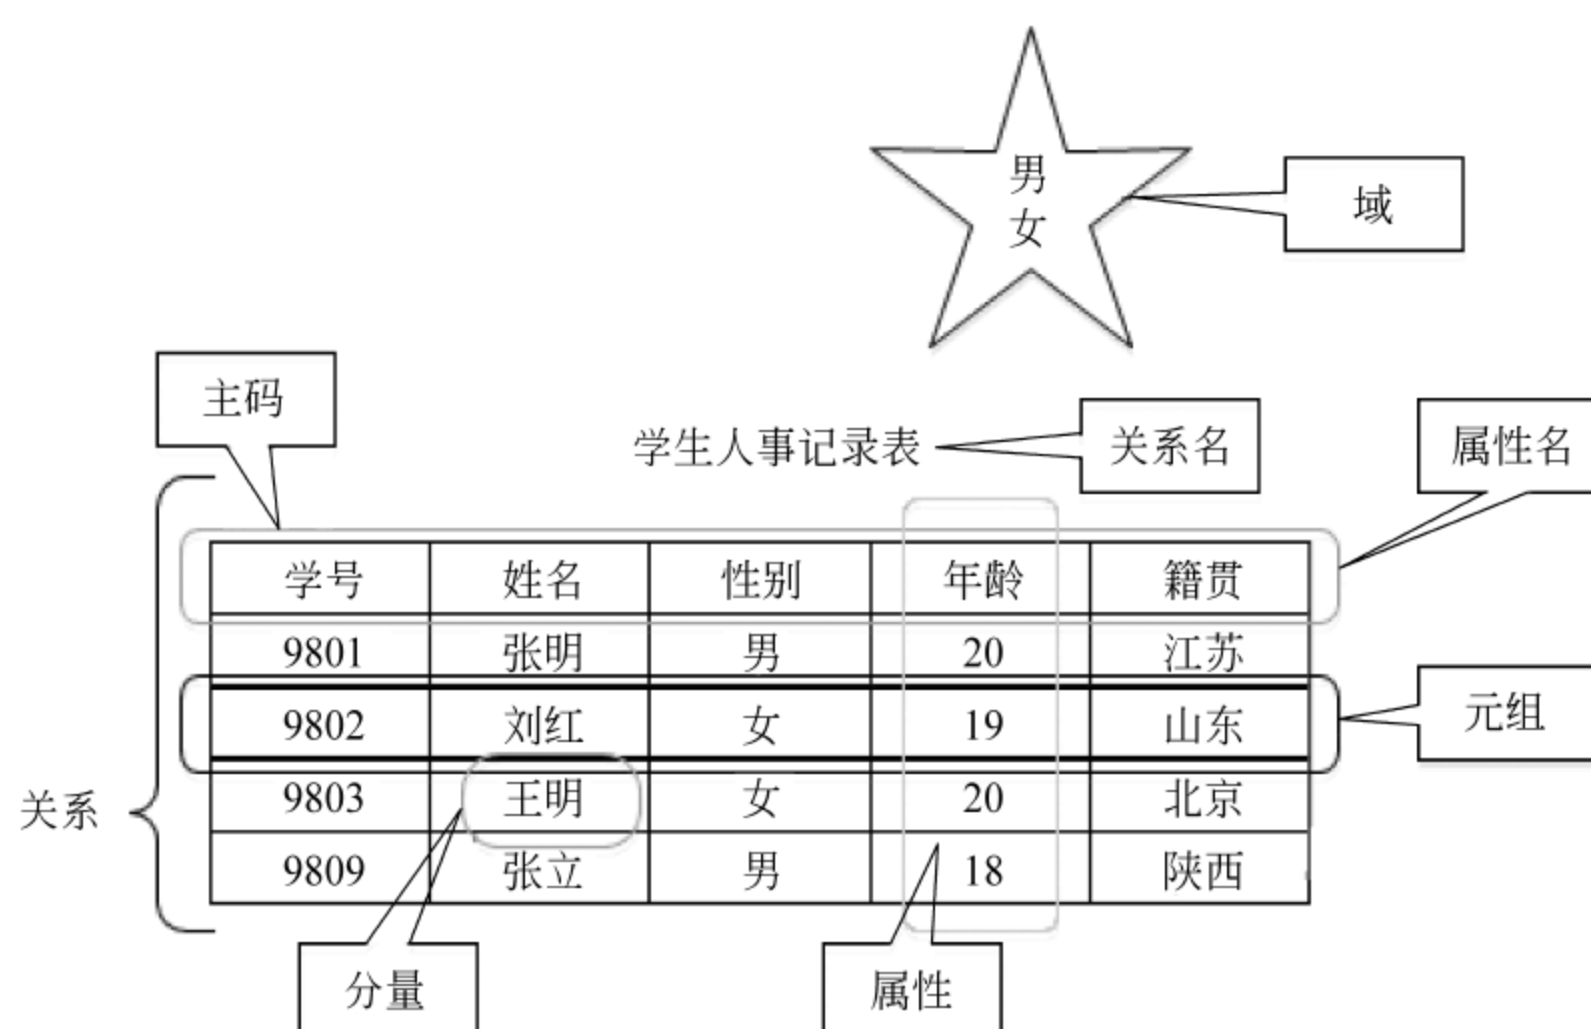 男
女
域
主码
学生人事记录表
关系名
属性名
学号 姓名 性别 年龄 籍贯
9801 张明 男 20 江苏
9802 刘红 女 19 山东
元组
关系
9803 王明 女 20 北京
9809 张立 男 18 陕西
分量
属性